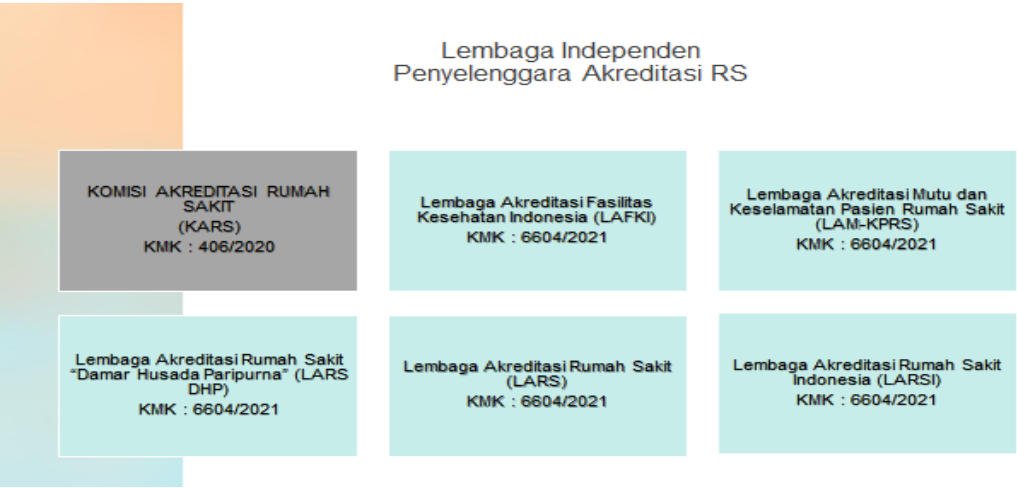 Lembaga Independen
Penyelenggara Akreditasi RS
KOMISI AKREDITASI RUMAH
SAKIT
(KARS)
KMK : 406/2020
Lembaga Akreditasi Fasilitas
Kesehatan Indonesia (LAFKI)
KMK : 6604/2021
Lembaga Akreditasi Mutu dan
Keselamatan Pasien Rumah Sakit
(LAM-KPRS)
KMK : 6604/2021
Lembaga Akreditasi Rumah Sakit
“Damar Husada Paripurna” (LARS
DHP)
KMK : 6604/2021
Lembaga Akreditasi Rumah Sakit
(LARS)
KMK : 6604/2021
Lembaga Akreditasi Rumah Sakit
Indonesia (LARSI)
KMK : 6604/2021